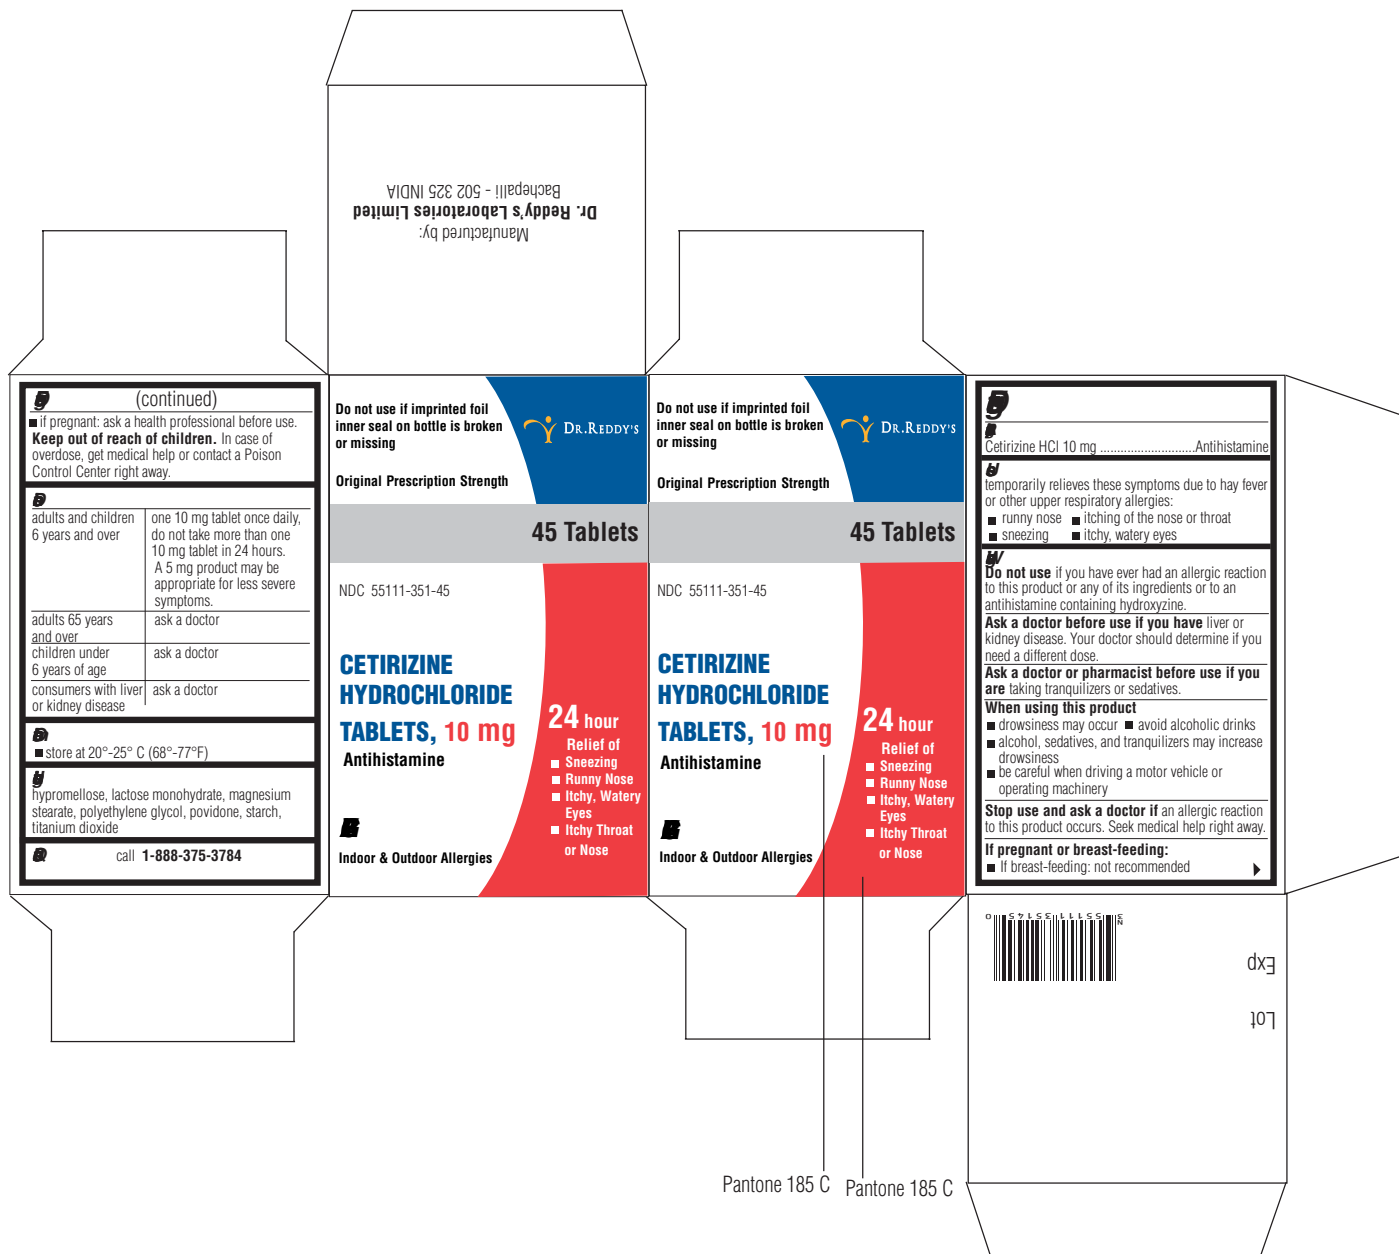 Manufactured by:
Dr. Reddy's Laboratories Limited
Bachepalli - 502 325 INDIA
(continued)
■ if pregnant: ask a health professional before use.
Keep out of reach of children. In case of
overdose, get medical help or contact a Poison
Control Center right away.
adults and children
6 years and over
one 10 mg tablet once daily,
do not take more than one
10 mg tablet in 24 hours.
A 5 mg product may be
appropriate for less severe
symptoms.
adults 65 years
and over
ask a doctor
children under
6 years of age
ask a doctor
consumers with liver
or kidney disease
ask a doctor
■ store at 20°-25° C (68°-77°F)
hypromellose, lactose monohydrate, magnesium
stearate, polyethylene glycol, povidone, starch,
titanium dioxide
call 1-888-375-3784
Do not use if imprinted foil
inner seal on bottle is broken
or missing
DR.REDDY'S
Original Prescription Strength
45 Tablets
NDC 55111-351-45
CETIRIZINE
HYDROCHLORIDE
TABLETS, 10 mg
Antihistamine
Indoor & Outdoor Allergies
24 hour
Relief of
■ Sneezing
■ Runny Nose
■ Itchy, Watery
Eyes
■ Itchy Throat
or Nose
Do not use if imprinted foil
inner seal on bottle is broken
or missing
DR.REDDY'S
Original Prescription Strength
45 Tablets
NDC 55111-351-45
CETIRIZINE
HYDROCHLORIDE
TABLETS, 10 mg
Antihistamine
Indoor & Outdoor Allergies
24 hour
Relief of
■ Sneezing
■ Runny Nose
■ Itchy, Watery
Eyes
■ Itchy Throat
or Nose
Cetirizine HCl 10 mg ............................Antihistamine
temporarily relieves these symptoms due to hay fever
or other upper respiratory allergies:
■ runny nose ■ itching of the nose or throat
■ sneezing ■ itchy, watery eyes
Do not use if you have ever had an allergic reaction
to this product or any of its ingredients or to an
antihistamine containing hydroxyzine.
Ask a doctor before use if you have liver or
kidney disease. Your doctor should determine if you
need a different dose.
Ask a doctor or pharmacist before use if you
are taking tranquilizers or sedatives.
When using this product
■ drowsiness may occur ■ avoid alcoholic drinks
■ alcohol, sedatives, and tranquilizers may increase
drowsiness
■ be careful when driving a motor vehicle or
operating machinery
Stop use and ask a doctor if an allergic reaction
to this product occurs. Seek medical help right away.
If pregnant or breast-feeding:
■ If breast-feeding: not recommended
N
3 55111 35145 0
Exp
Lot
Pantone 185 C
Pantone 185 C